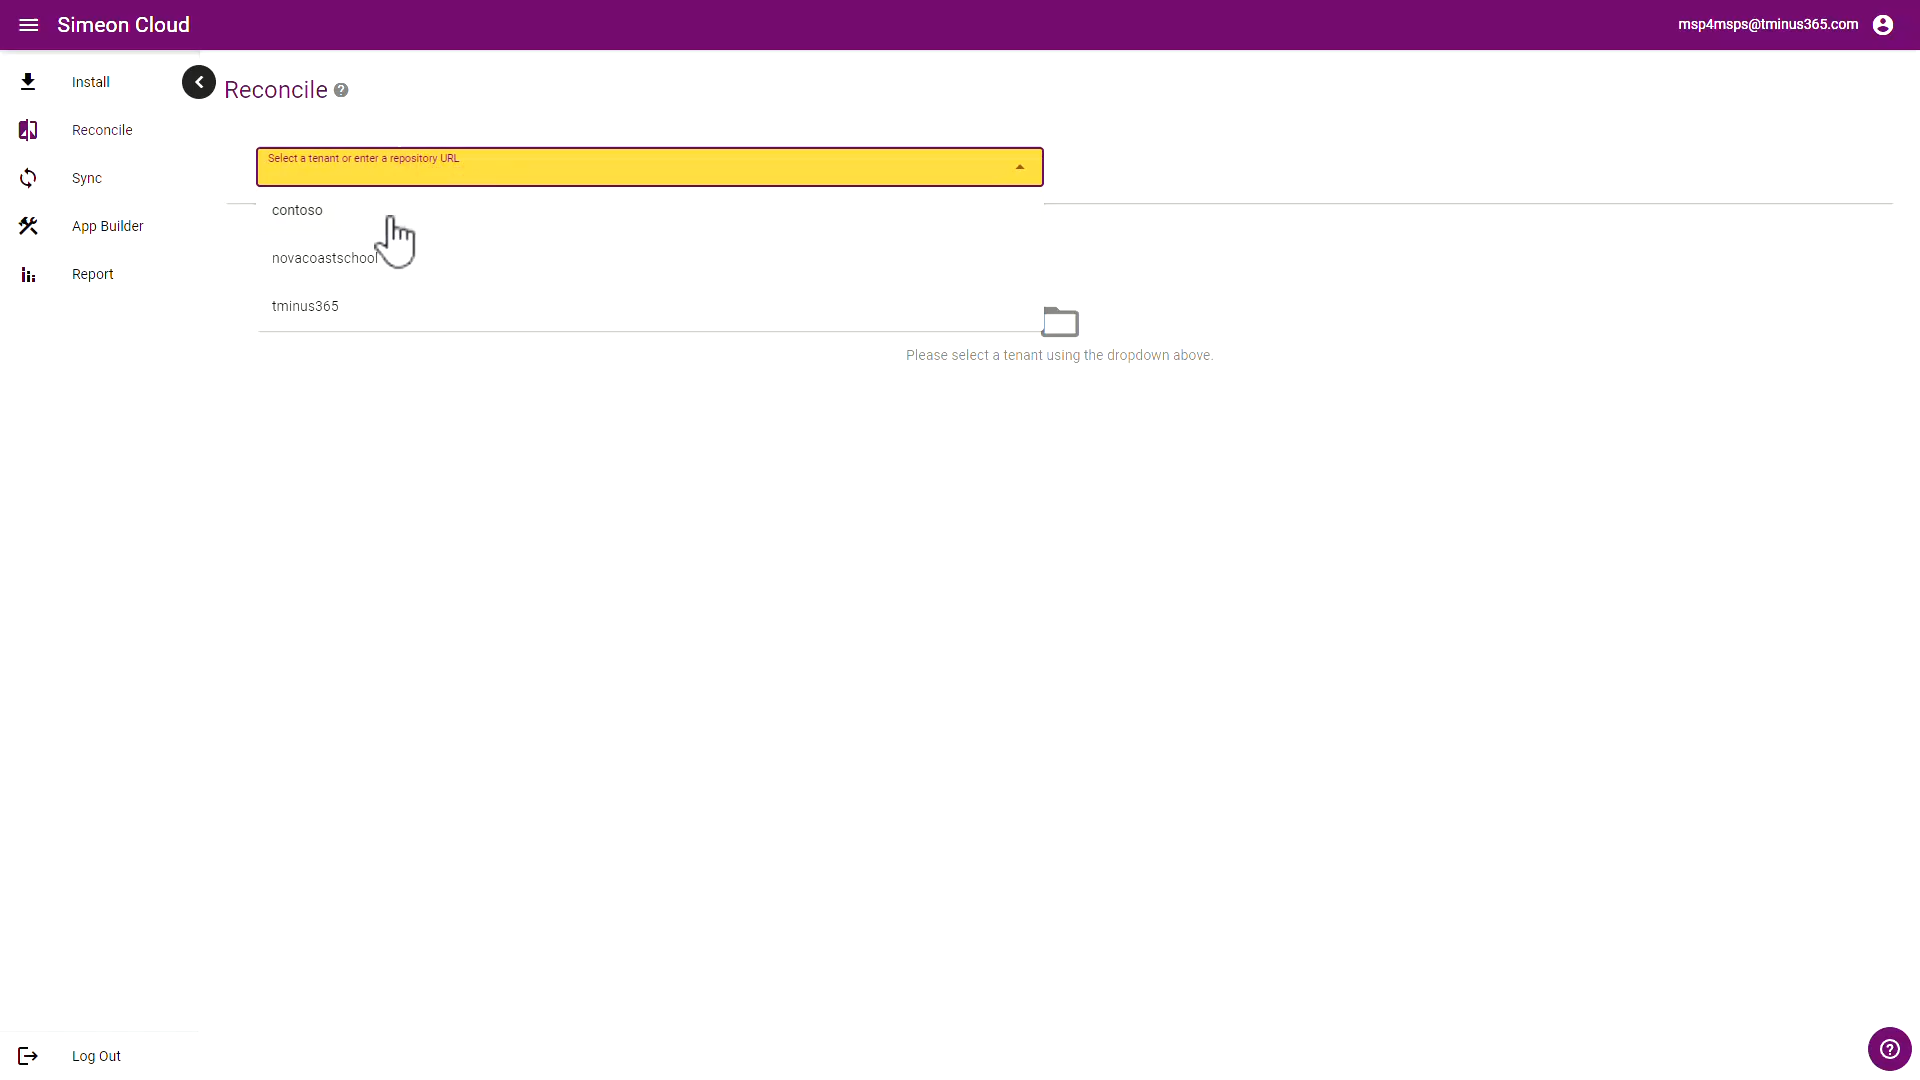 Simeon Cloud
msp4msps@tminus365.com
Install
Reconcile
Reconcile
Sync
App Builder
Report
Select a tenant or enter a repository URL
contoso
novacoastschool
tminus365
Please select a tenant using the dropdown above.
Log Out